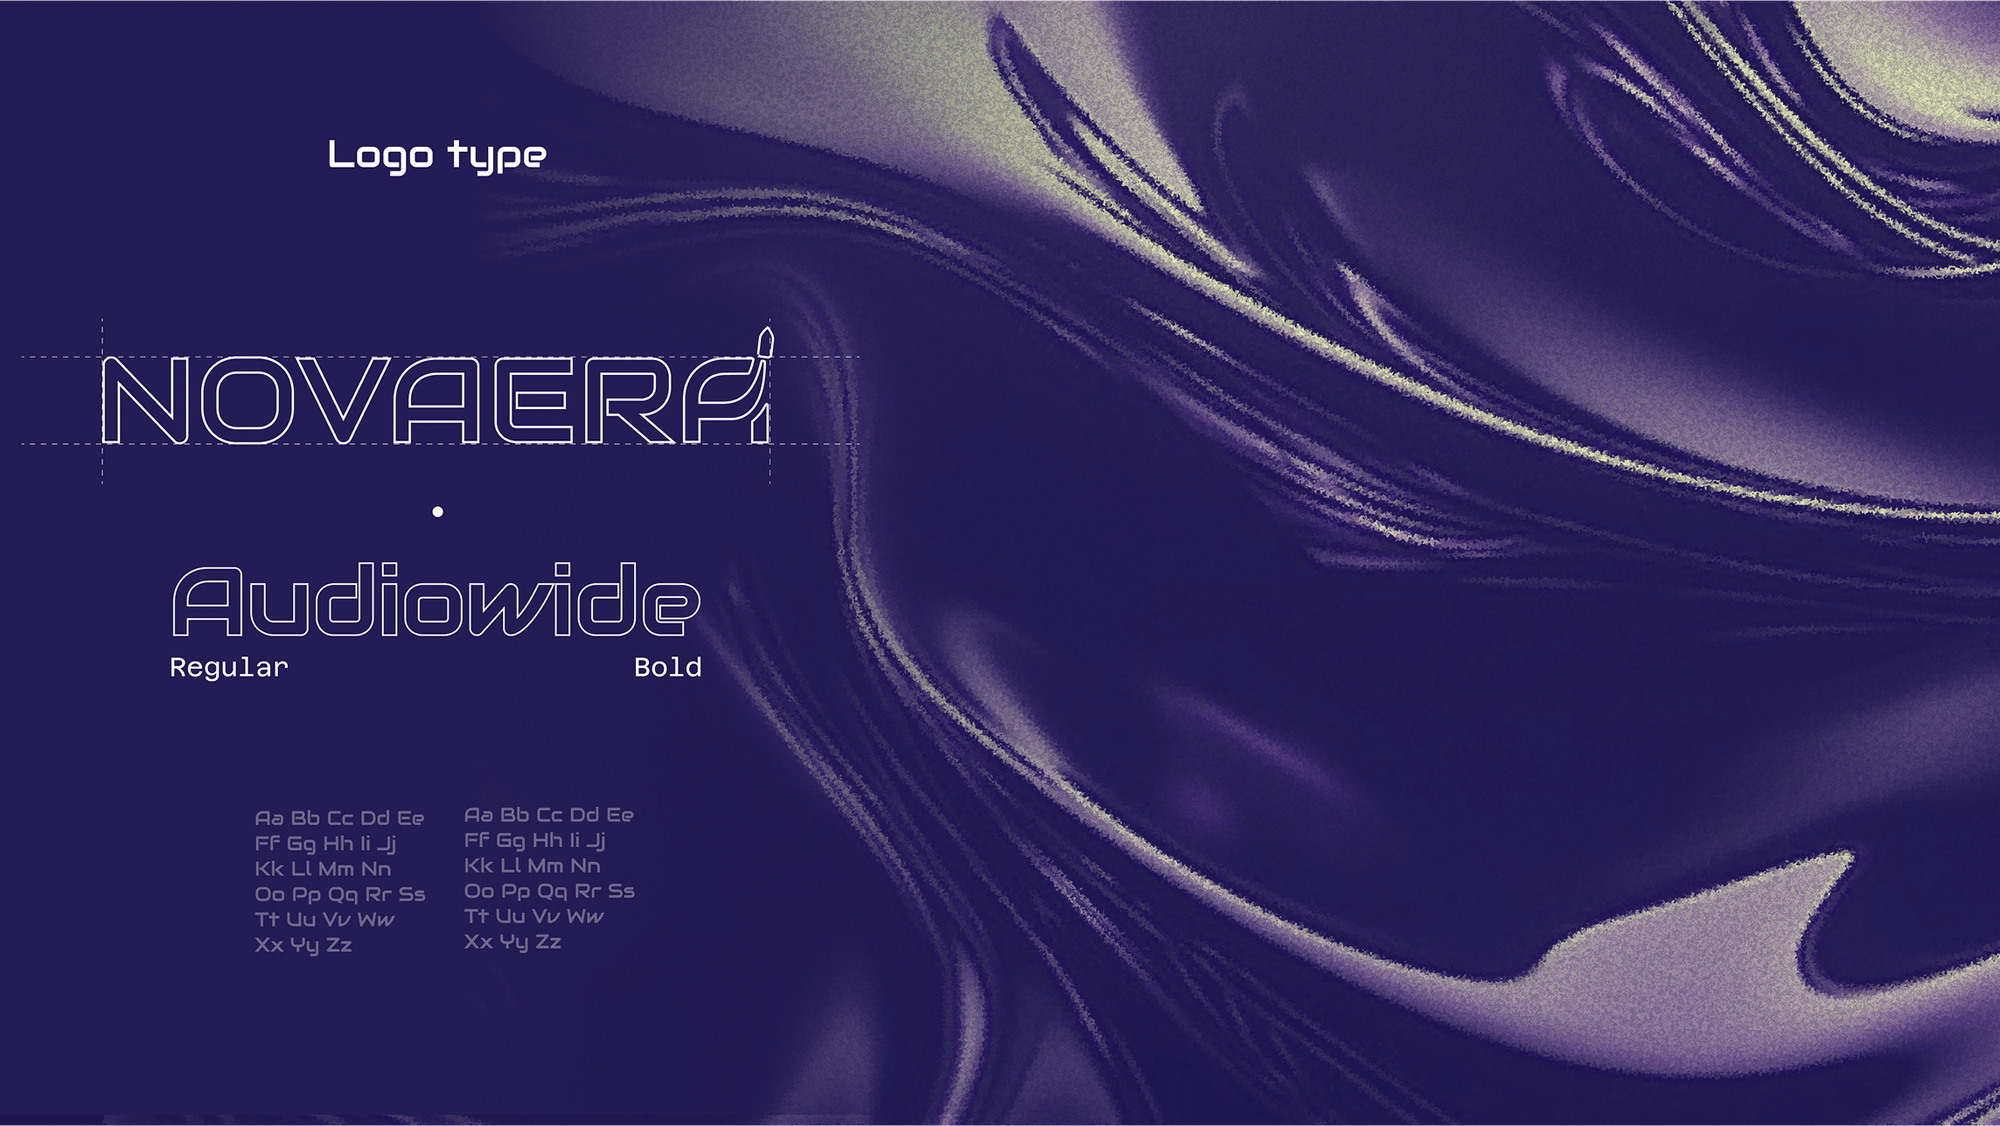 Logo type
NOVAERA
Audiowide
Regular
Bold
Aa Bb Cc Dd Ee
Ff Gg Hh Ii Jj
Kk Ll Mm Nn
Oo Pp Qq Rr Ss
Tt Uu Vv Ww
Xx Yy Zz
Aa Bb Cc Dd Ee
Ff Gg Hh Ii Jj
Kk Ll Mm Nn
Oo Pp Qq Rr Ss
Tt Uu Vv Ww
Xx Yy Zz